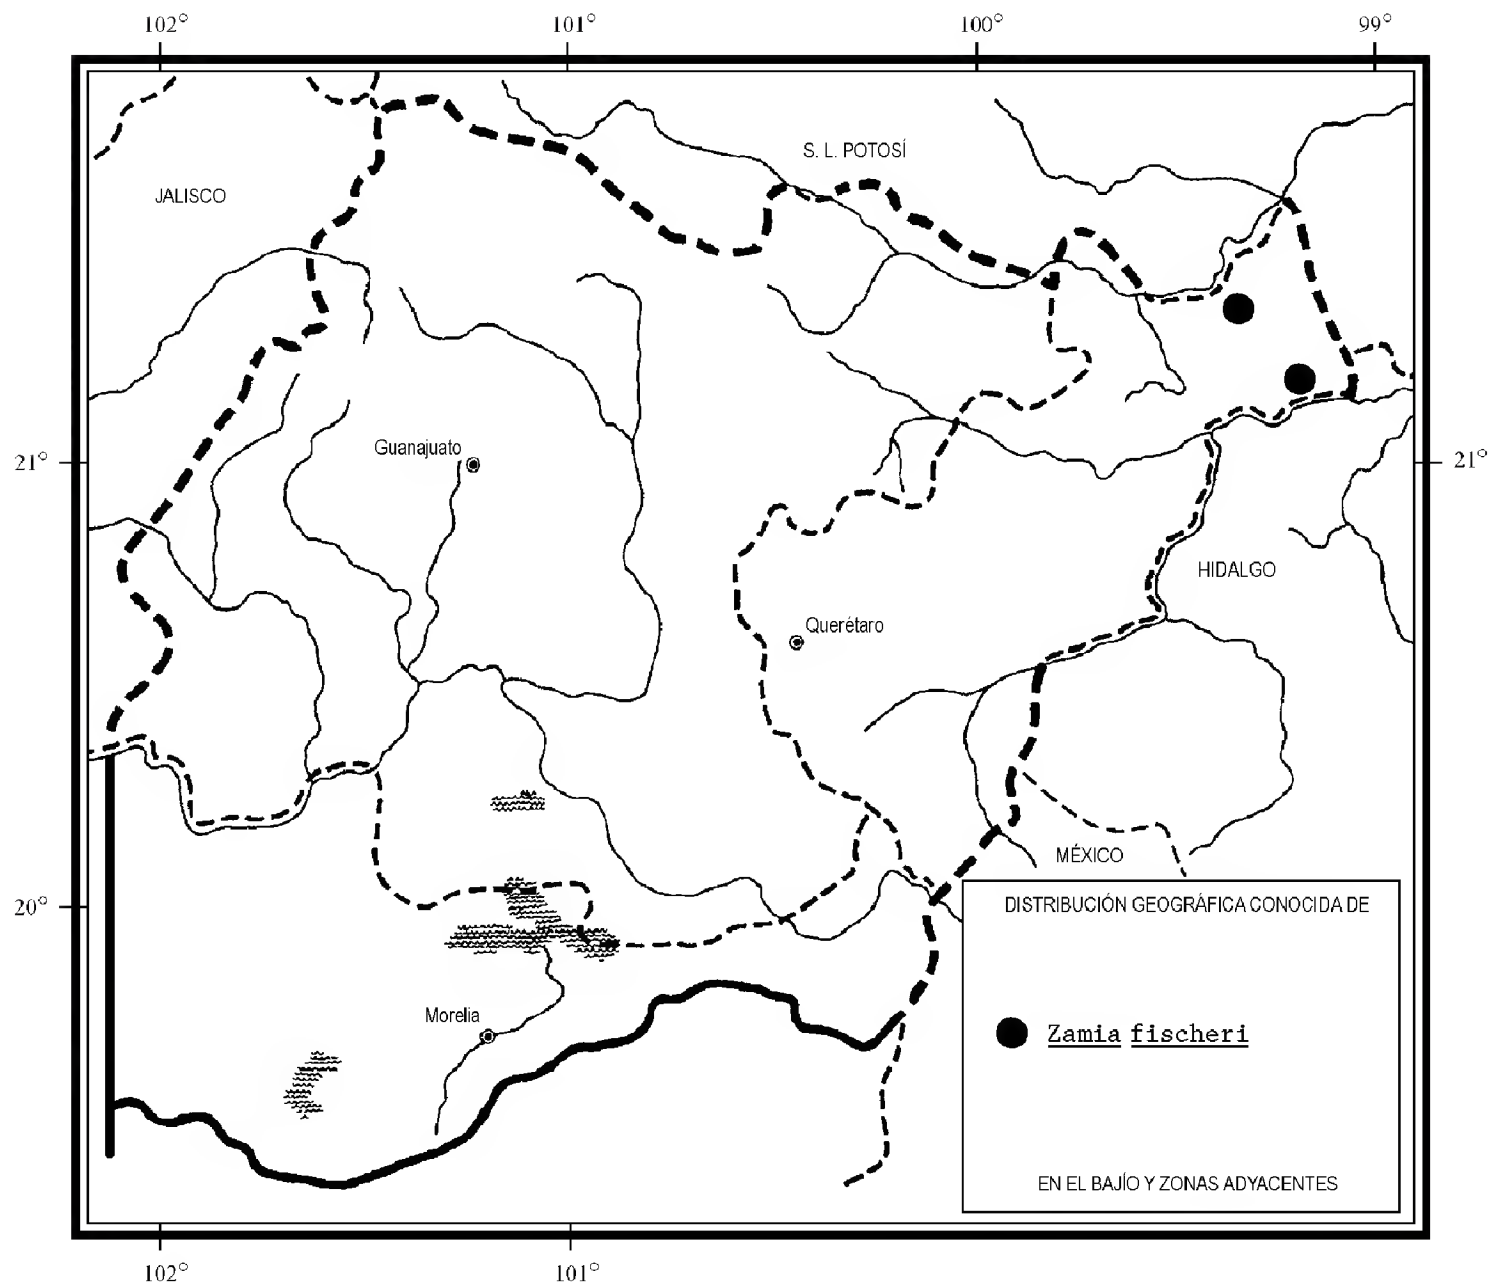 102° 101° 100° 99°
S. L. POTOSÍ
JALISCO
Guanajuato
21° 21°
HIDALGO
Querétaro
MÉXICO
20°
DISTRIBUCIÓN GEOGRÁFICA CONOCIDA DE
Morelia
Zamia fischeri
EN EL BAJÍO Y ZONAS ADYACENTES
102° 101°